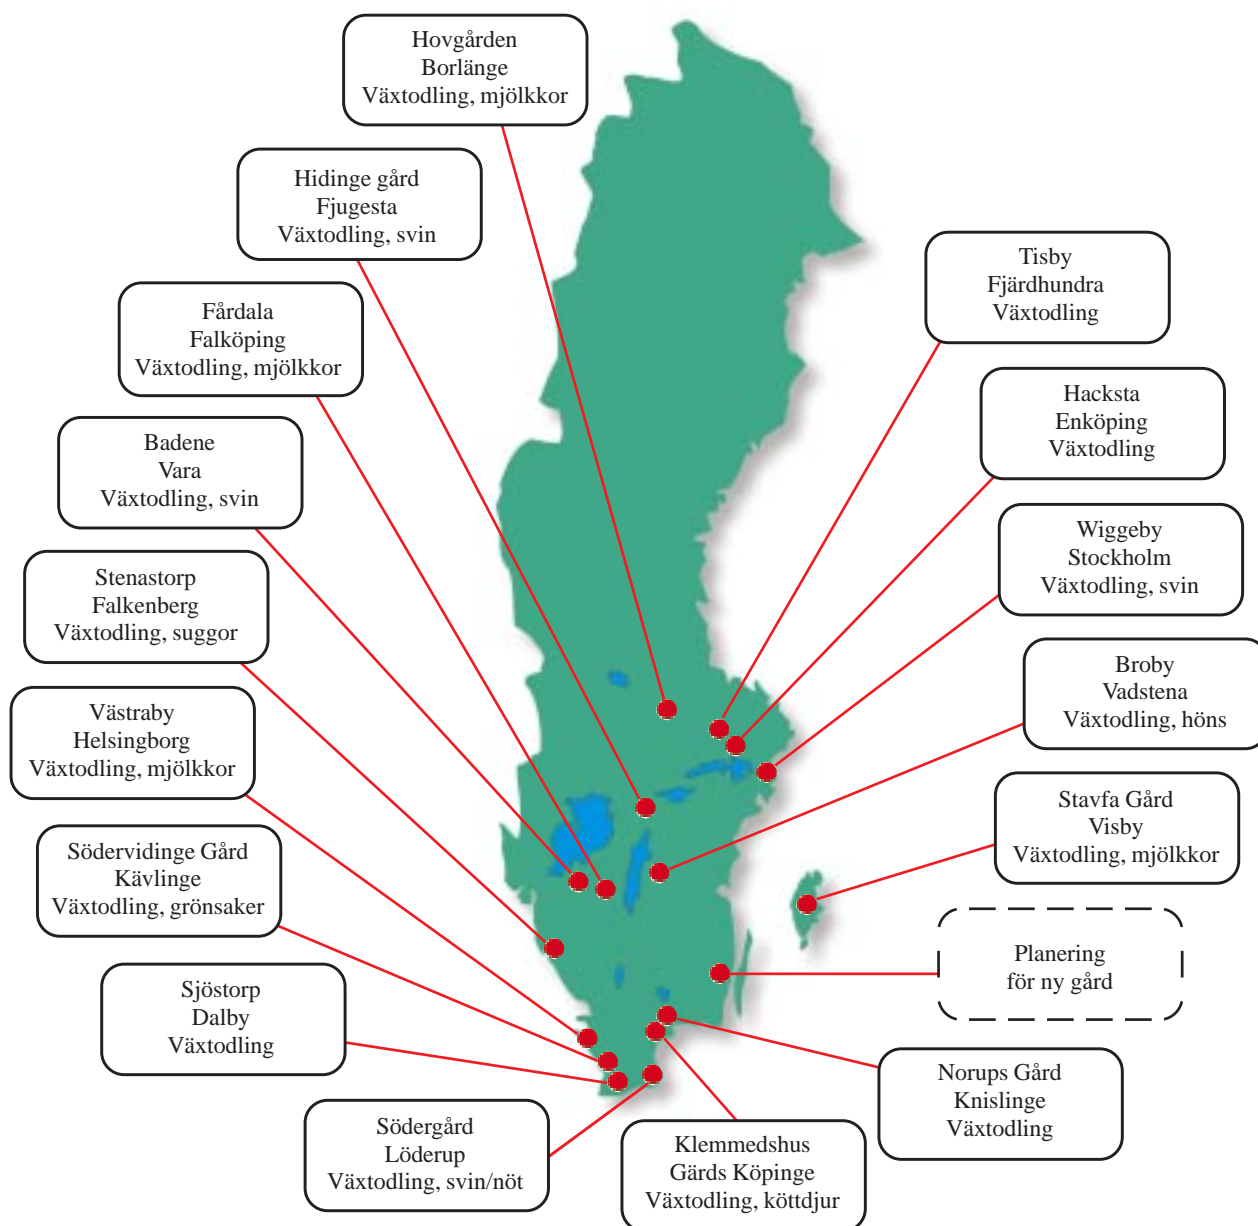 Hovgården
Borlänge
Växtodling, mjölkkor
Hidinge gård
Fjugesta
Växtodling, svin
Fårdala
Falköping
Växtodling, mjölkkor
Badene
Vara
Växtodling, svin
Stenastorp
Falkenberg
Växtodling, suggor
Västraby
Helsingborg
Växtodling, mjölkkor
Södervidinge Gård
Kävlinge
Växtodling, grönsaker
Sjöstorp
Dalby
Växtodling
Södergård
Löderup
Växtodling, svin/nöt
Klemmedshus
Gärds Köpinge
Växtodling, köttdjur
Norups Gård
Knislinge
Växtodling
Planering
för ny gård
Stavfa Gård
Visby
Växtodling, mjölkkor
Broby
Vadstena
Växtodling, höns
Wiggeby
Stockholm
Växtodling, svin
Hacksta
Enköping
Växtodling
Tisby
Fjärdhundra
Växtodling